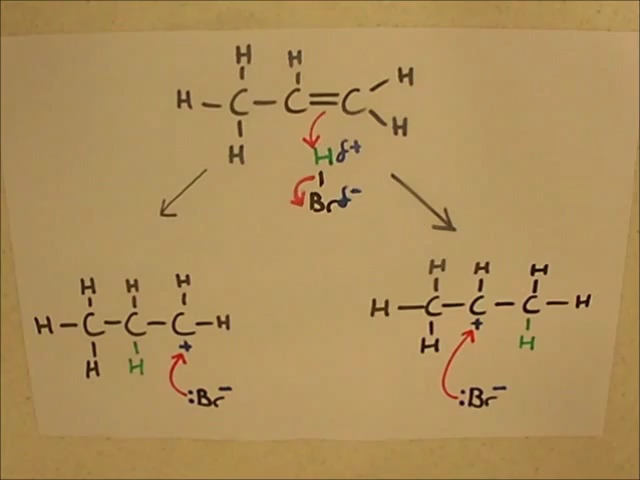 H H
H – C – C = C H
H H
H δ+
Br δ-
H H H
H – C – C – C – H
H H +
:Br –
H H H
H – C – C – C – H
H + H
:Br –